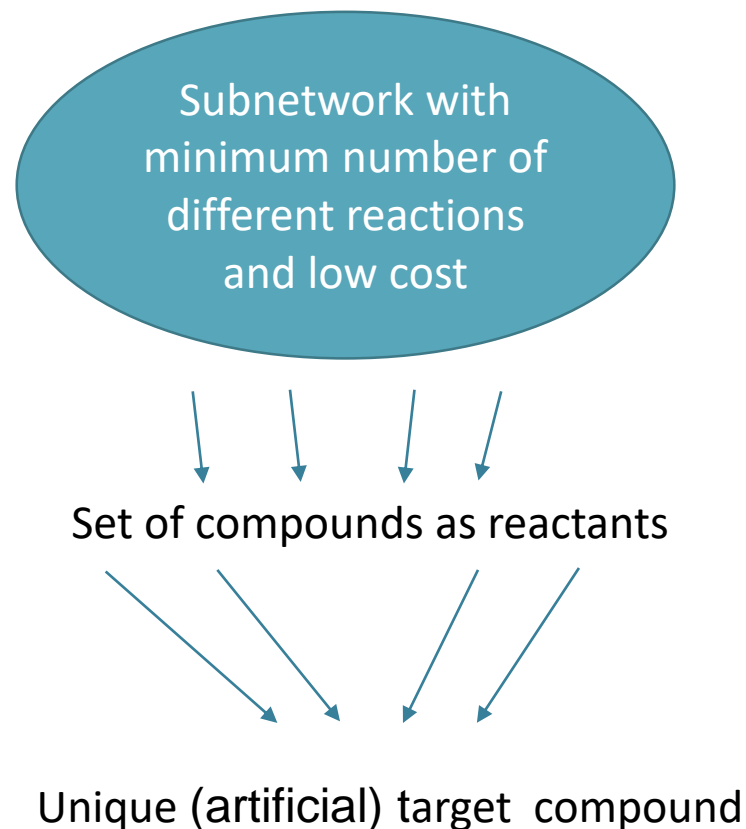 Subnetwork with
minimum number of
different reactions
and low cost
Set of compounds as reactants
Unique (artificial) target compound